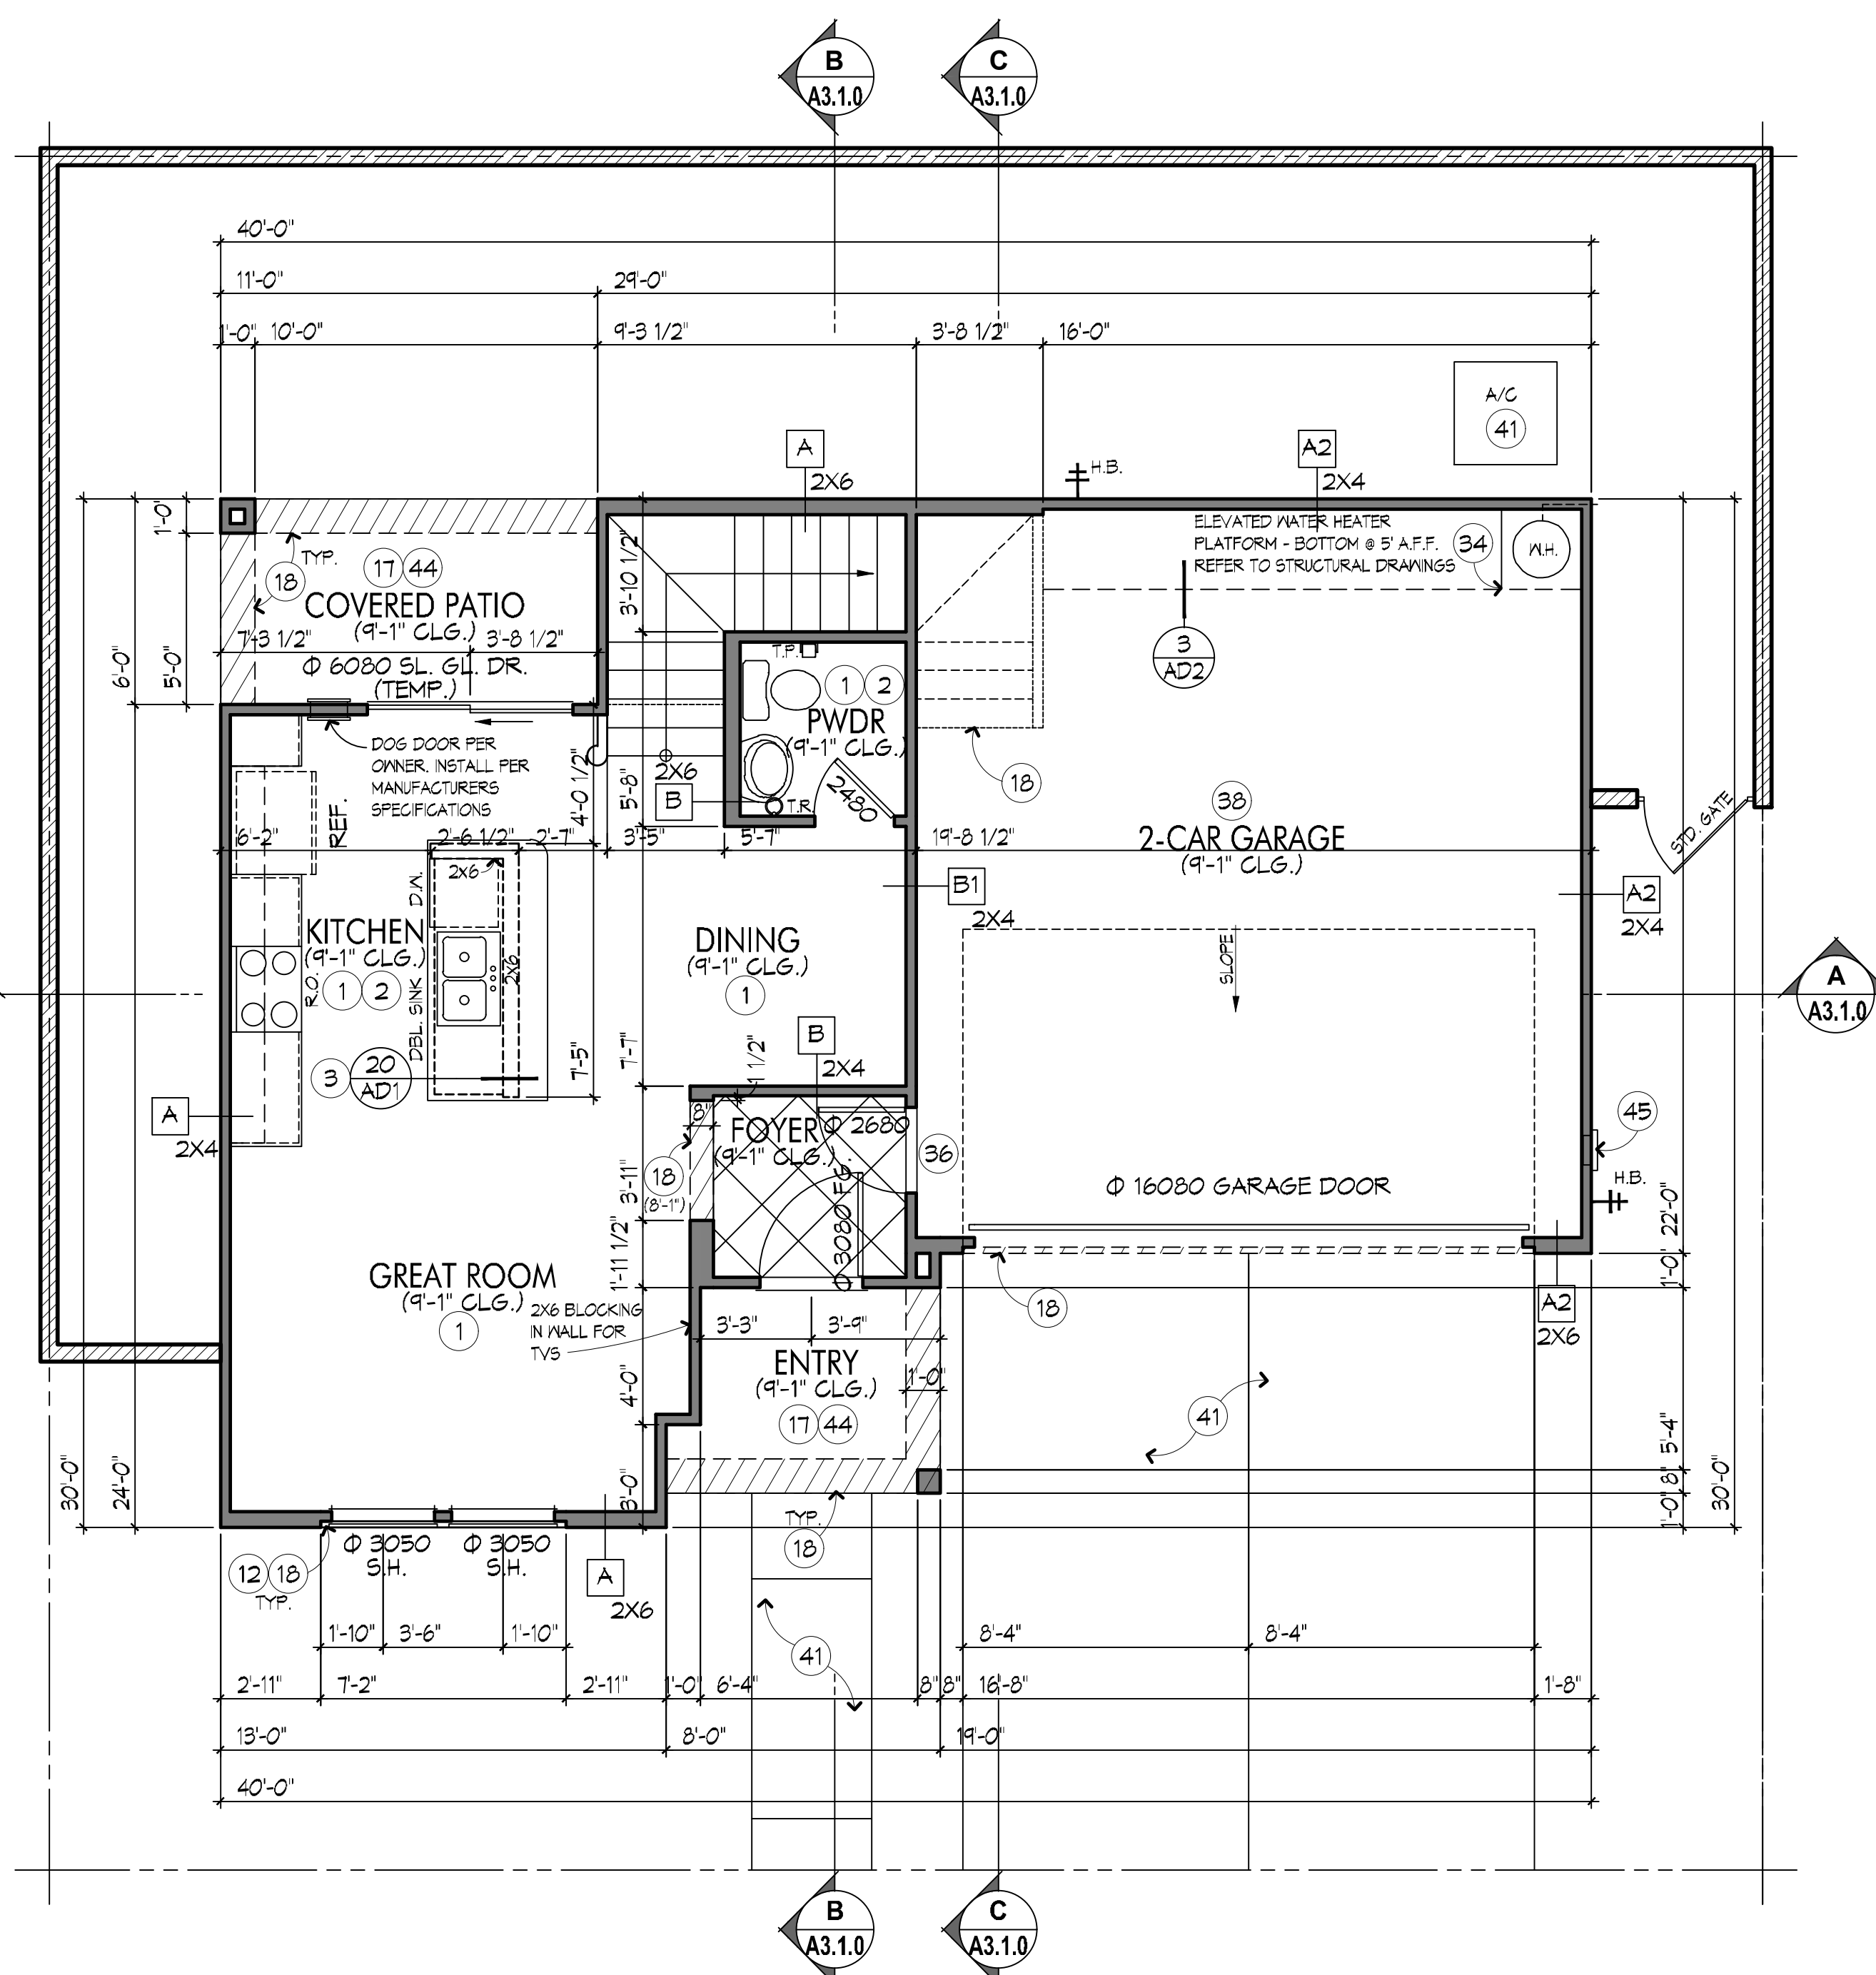 B
A3.1.0
C
A3.1.0
40'-0"
11'-0"
29'-0"
1'-0"
10'-0"
9'-3 1/2"
3'-8 1/2"
16'-0"
A/C
41
A
2X6
H.B.
A2
2X4
1'-0"
TYP.
18
17
44
COVERED PATIO
(9'-1" CLG.)
7'-3 1/2"
3'-8 1/2"
Φ 6080 SL. GL. DR.
(TEMP.)
6'-0"
5'-0"
3'-10 1/2"
ELEVATED WATER HEATER
PLATFORM - BOTTOM @ 5' A.F.F.
REFER TO STRUCTURAL DRAWINGS
34
W.H.
3
AD2
T.P.
1
2
PWDR
(9'-1" CLG.)
T.R.
2480
2X6
B
18
DOG DOOR PER
OWNER. INSTALL PER
MANUFACTURERS
SPECIFICATIONS
4'-0 1/2"
5'-8"
REF.
6'-2"
2'-6 1/2"
2'-7"
3'-5"
5'-7"
19'-8 1/2"
38
2-CAR GARAGE
(9'-1" CLG.)
STD. GATE
2X6
D.W.
B1
2X4
A2
2X4
KITCHEN
(9'-1" CLG.)
1
2
R.O.
DBL. SINK
2X6
DINING
(9'-1" CLG.)
1
SLOPE
A
A3.1.0
3
20
AD1
7'-5"
7'-7"
1 1/2"
B
2X4
A
2X4
8"
FOYER
(9'-1" CLG.)
Φ 2680
36
45
18
(8'-1")
3'-11"
Φ 3080 F.G.
Φ 16080 GARAGE DOOR
H.B.
22'-0"
1'-0"
1'-11 1/2"
GREAT ROOM
(9'-1" CLG.)
1
2X6 BLOCKING
IN WALL FOR
TVS
3'-3"
3'-9"
ENTRY
(9'-1" CLG.)
1'-0"
17
44
18
A2
2X6
41
4'-0"
5'-4"
8"
1'-0"
30'-0"
30'-0"
24'-0"
3'-0"
Φ 3050
S.H.
Φ 3050
S.H.
12
18
TYP.
A
2X6
TYP.
18
41
1'-10"
3'-6"
1'-10"
8'-4"
8'-4"
2'-11"
7'-2"
2'-11"
1'-0"
6'-4"
8"
8"
16'-8"
1'-8"
13'-0"
8'-0"
19'-0"
40'-0"
B
A3.1.0
C
A3.1.0